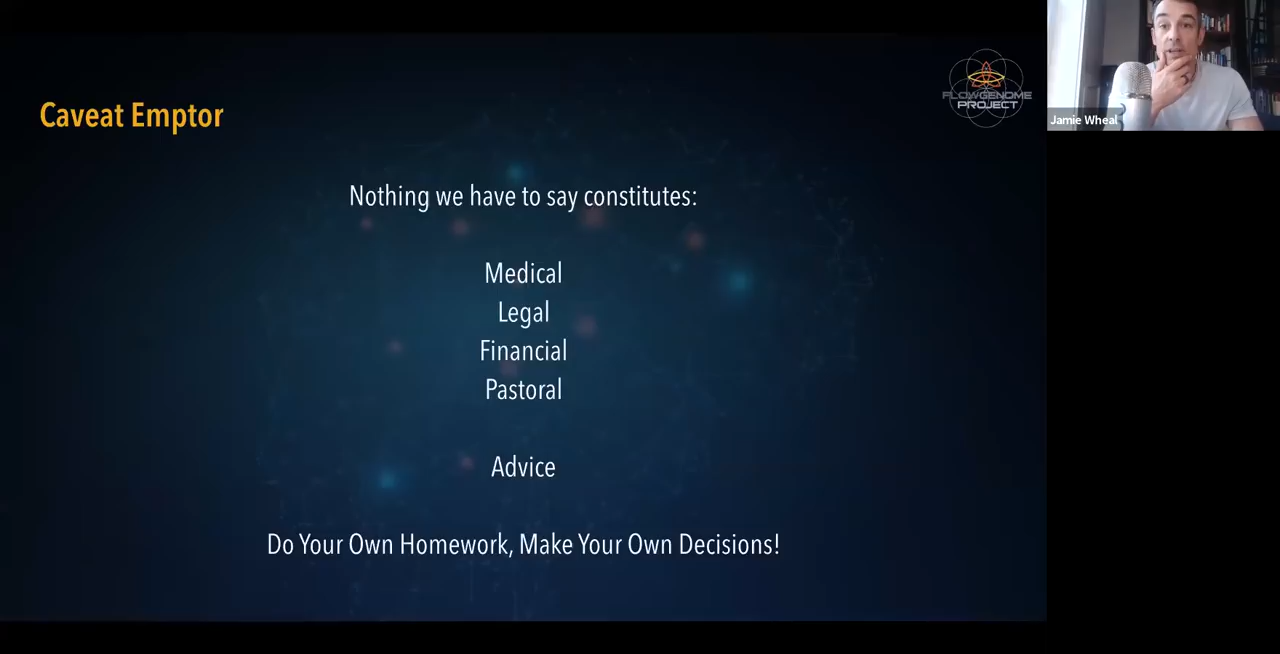 Caveat Emptor
FLOWGENOME
PROJECT
Jamie Wheal
Nothing we have to say constitutes:
Medical
Legal
Financial
Pastoral
Advice
Do Your Own Homework, Make Your Own Decisions!